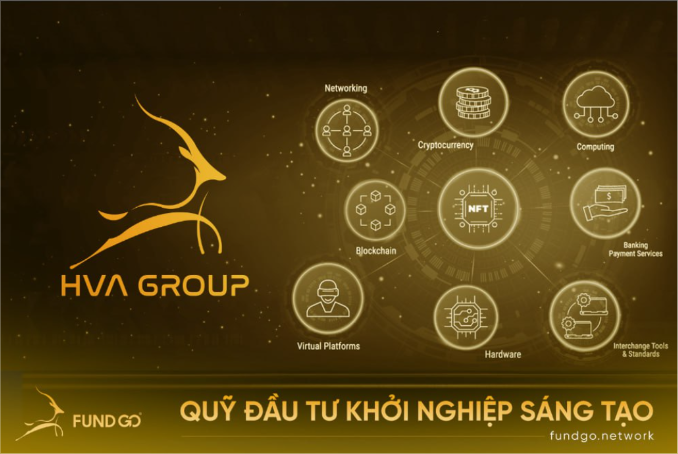 Networking
Cryptocurrency
Computing
NFT
Blockchain
Banking
Payment Services
HVA GROUP
Virtual Platforms
Hardware
Interchange Tools
& Standards
FUND GO
QUỸ ĐẦU TƯ KHỞI NGHIỆP SÁNG TẠO
fundgo.network